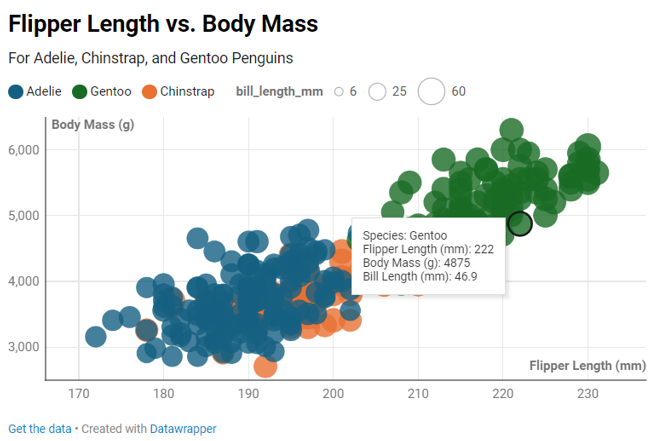 Flipper Length vs. Body Mass
For Adelie, Chinstrap, and Gentoo Penguins
Adelie Gentoo Chinstrap bill_length_mm 6 25 60
Body Mass (g)
6,000
5,000
Species: Gentoo
Flipper Length (mm): 222
Body Mass (g): 4875
Bill Length (mm): 46.9
4,000
3,000
Flipper Length (mm)
170 180 190 200 210 220 230
Get the data • Created with Datawrapper